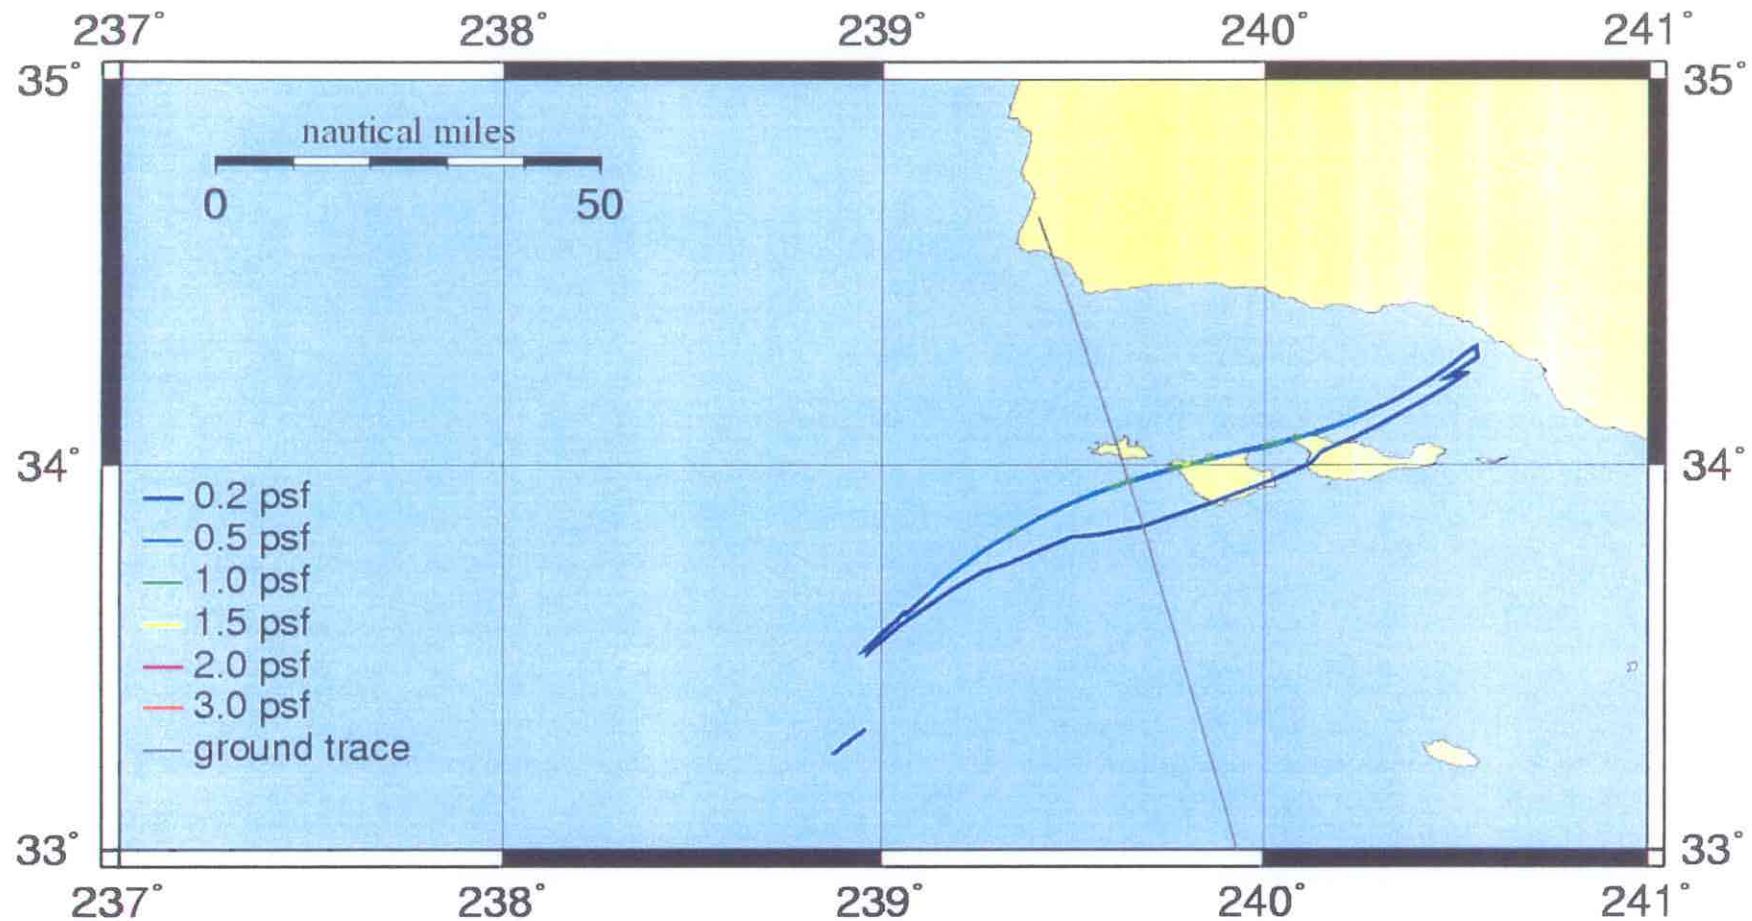 237° 238° 239° 240° 241°
35° 35°
nautical miles
0 50
34° 34°
0.2 psf
0.5 psf
1.0 psf
1.5 psf
2.0 psf
3.0 psf
ground trace
33° 33°
237° 238° 239° 240° 241°